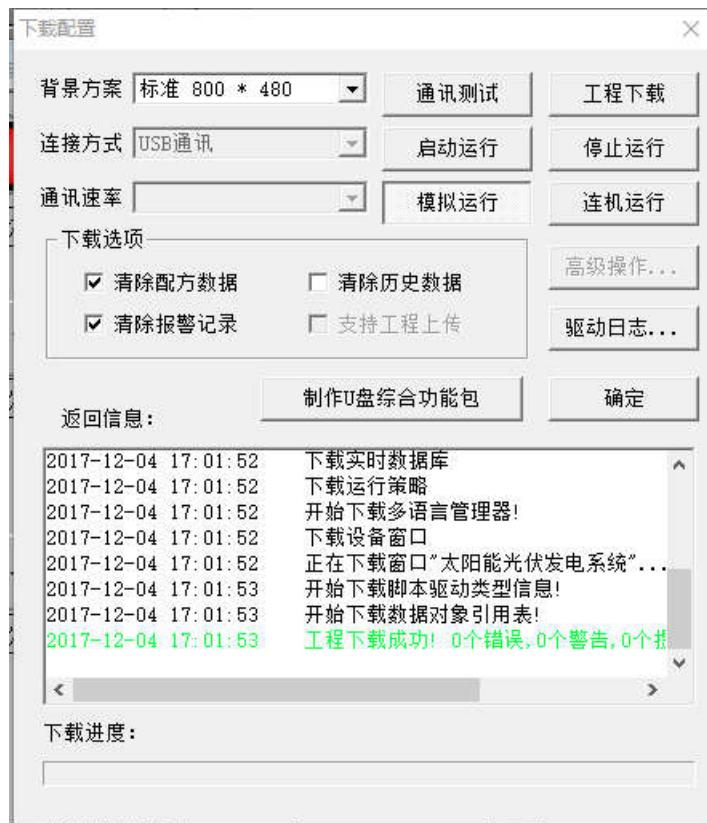 下载配置
背景方案 标准 800 * 480 通讯测试 工程下载
连接方式 USB通讯 启动运行 停止运行
通讯速率 模拟运行 连机运行
下载选项
清除配方数据 清除历史数据 高级操作...
清除报警记录 支持工程上传 驱动日志...
制作U盘综合功能包 确定
返回信息:
2017-12-04 17:01:52 下载实时数据库
2017-12-04 17:01:52 下载运行策略
2017-12-04 17:01:52 开始下载多语言管理器!
2017-12-04 17:01:52 下载设备窗口
2017-12-04 17:01:52 正在下载窗口"太阳能光伏发电系统"...
2017-12-04 17:01:53 开始下载脚本驱动类型信息!
2017-12-04 17:01:53 开始下载数据对象引用表!
2017-12-04 17:01:53 工程下载成功! 0个错误,0个警告,0个
下载进度: